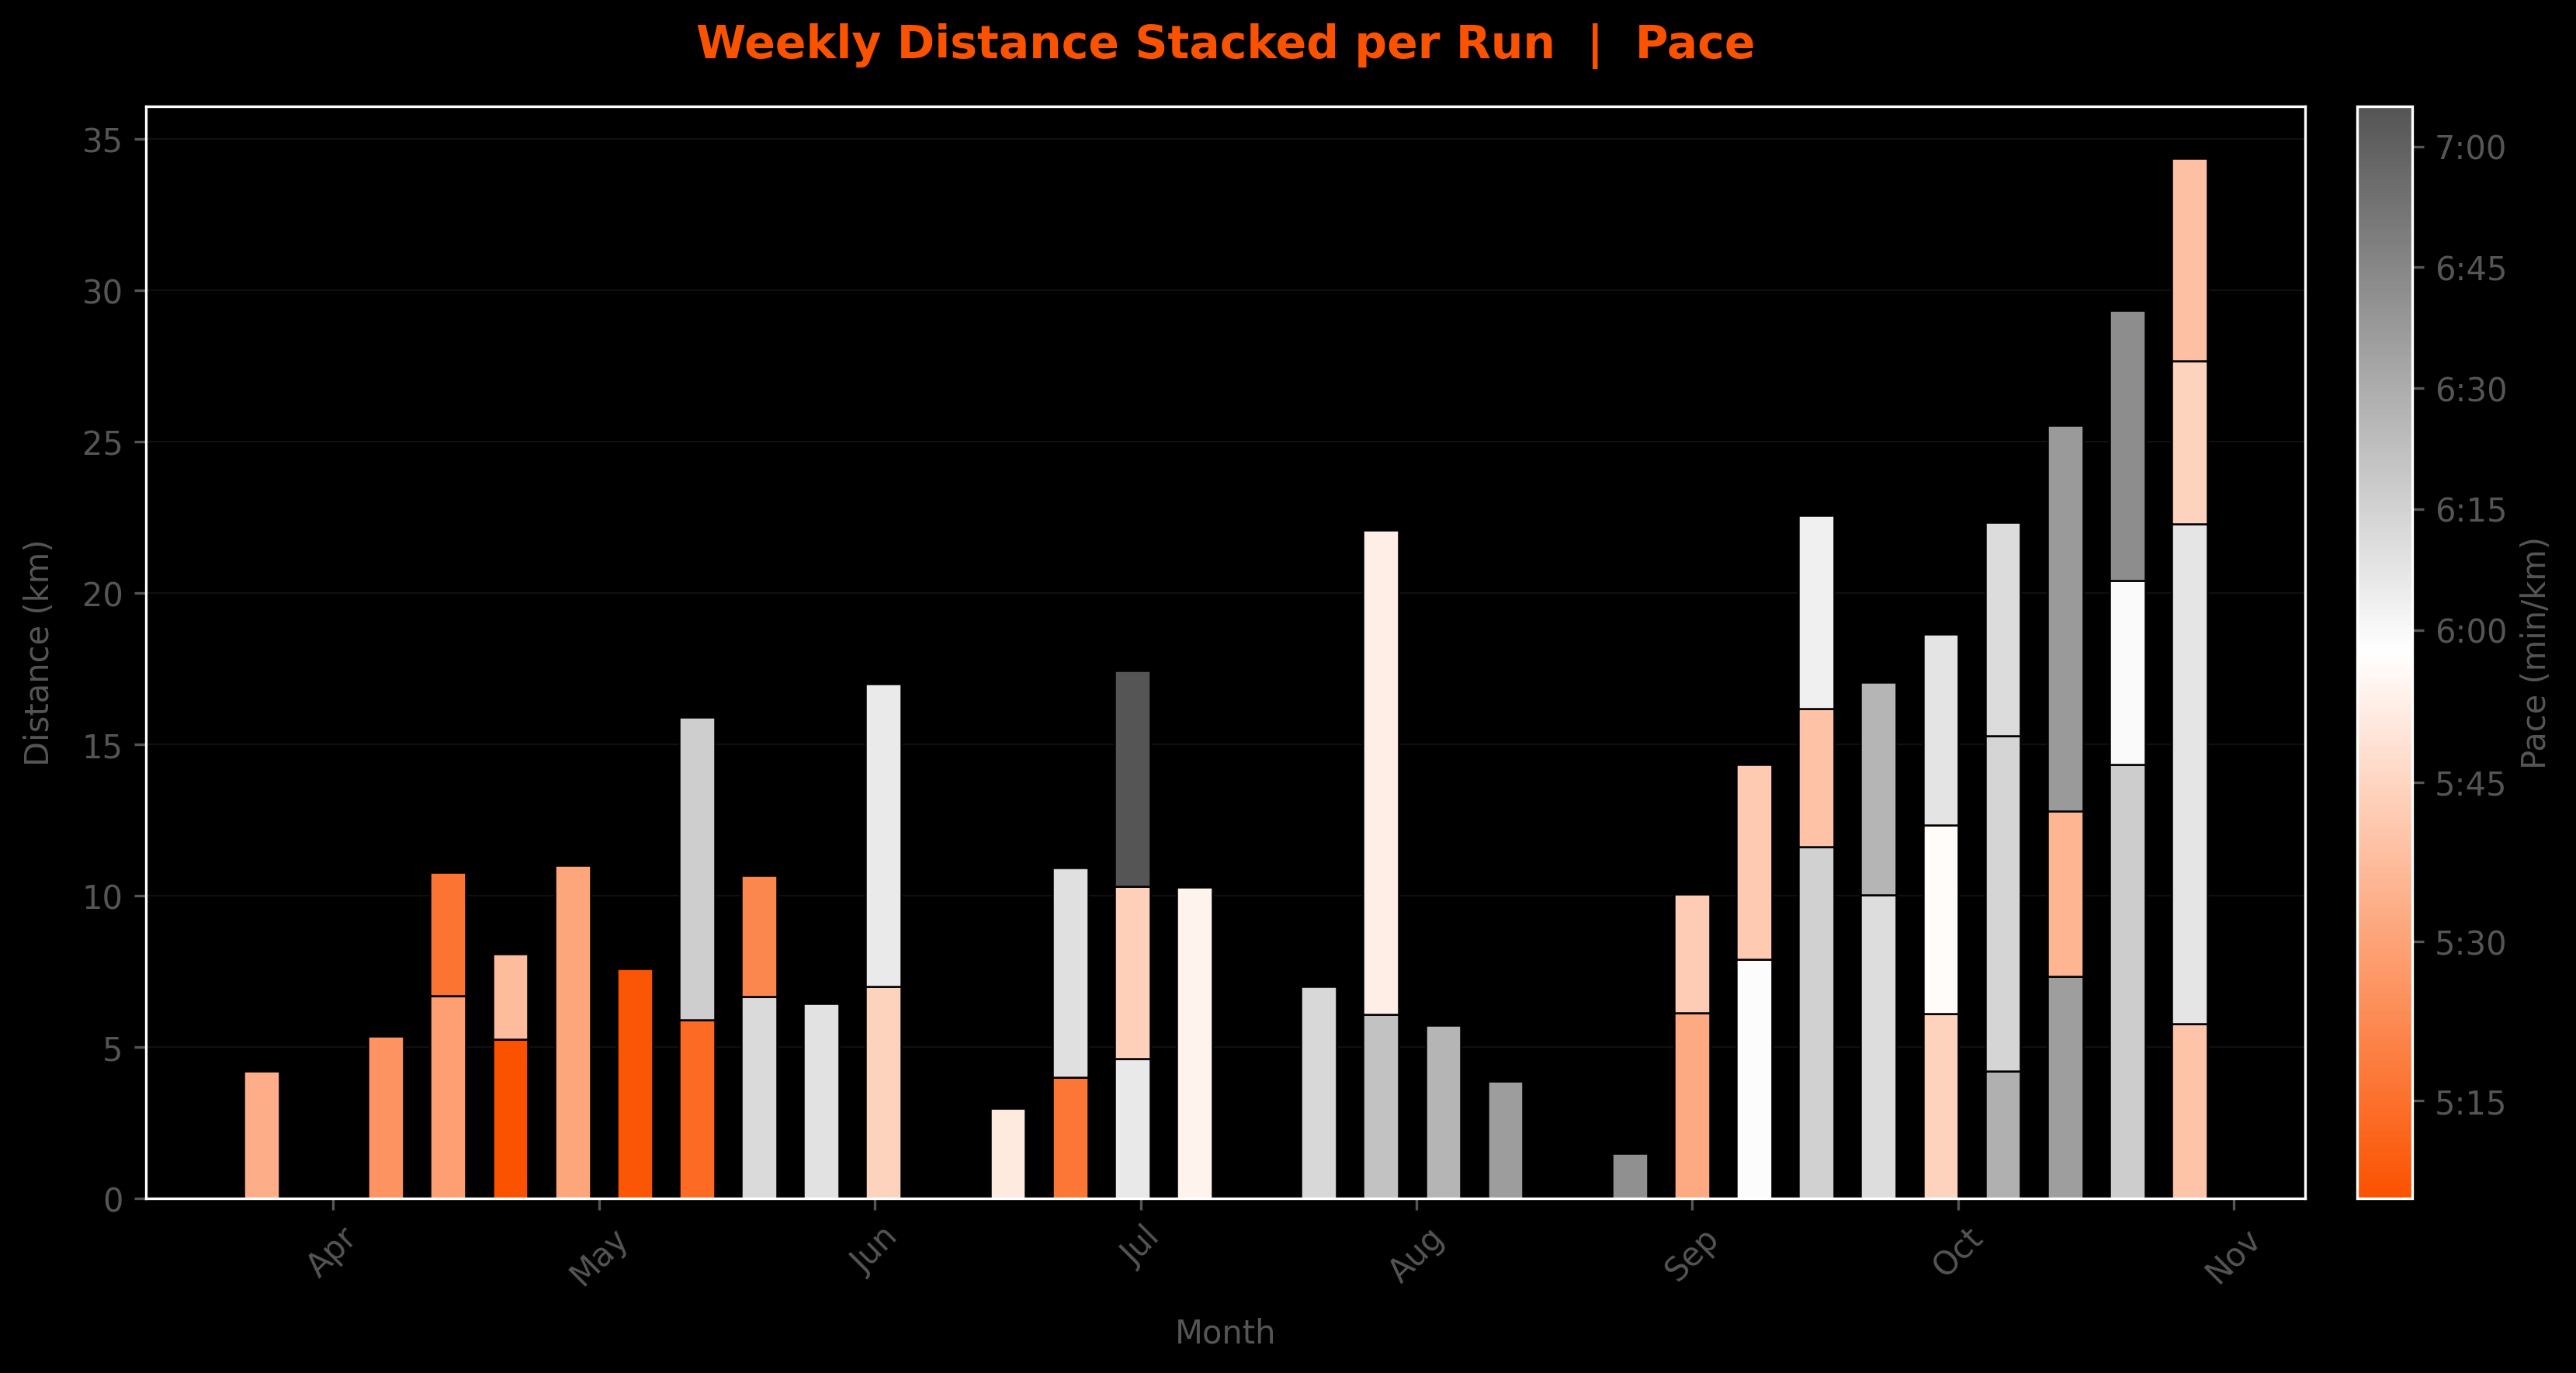 Weekly Distance Stacked per Run | Pace
35
30
25
20
15
10
5
0
Distance (km)
Apr
May
Jun
Jul
Aug
Sep
Oct
Nov
Month
7:00
6:45
6:30
6:15
6:00
5:45
5:30
5:15
Pace (min/km)